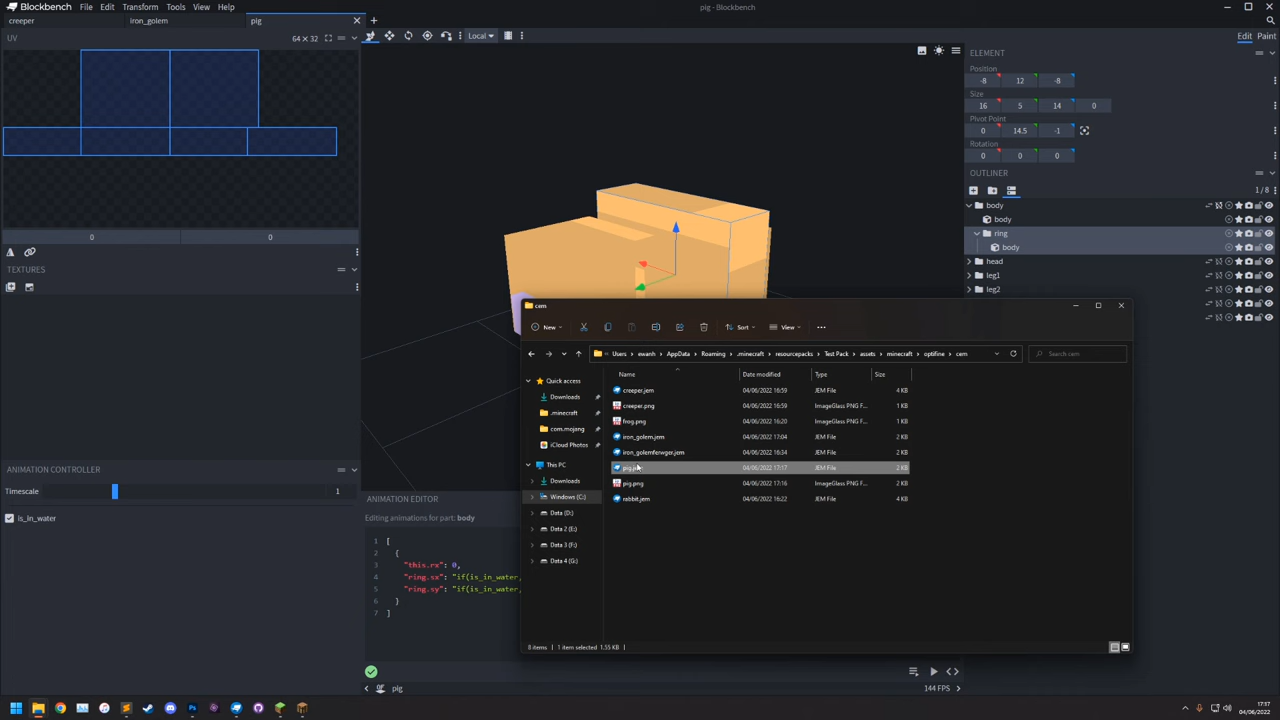 Blockbench File Edit Transform Tools View Help
pig - Blockbench
creeper iron_golem pig
UV 64 × 32
Local
Edit Paint
ELEMENT
Position
-8 12 -8
Size
16 5 14 0
Pivot Point
0 14.5 -1
Rotation
0 0 0
OUTLINER
1/8
body
body
ring
body
head
leg1
leg2
0 0
TEXTURES
ANIMATION CONTROLLER
Timescale 1
is_in_water
ANIMATION EDITOR
Editing animations for part: body
1 [
2 {
3 "this.rx": 0,
4 "ring.sx": "if(is_in_water,
5 "ring.sy": "if(is_in_water,
6 }
7 ]
pig
144 FPS
cem
New Sort View
Users ewanh AppData Roaming .minecraft resourcepacks Test Pack assets minecraft optifine cem
Search cem
Quick access
Downloads
.minecraft
com.mojang
iCloud Photos
This PC
Downloads
Windows (C:)
Data (D:)
Data 2 (E:)
Data 3 (F:)
Data 4 (G:)
Name Date modified Type Size
creeper.jem 04/06/2022 16:59 JEM File 4 KB
creeper.png 04/06/2022 16:59 ImageGlass PNG F... 1 KB
frog.png 04/06/2022 16:20 ImageGlass PNG F... 1 KB
iron_golem.jem 04/06/2022 17:04 JEM File 2 KB
iron_golemferwger.jem 04/06/2022 16:34 JEM File 2 KB
pig.jem 04/06/2022 17:17 JEM File 2 KB
pig.png 04/06/2022 17:16 ImageGlass PNG F... 1 KB
rabbit.jem 04/06/2022 16:22 JEM File 4 KB
8 items 1 item selected 1.55 KB
17:17
04/06/2022